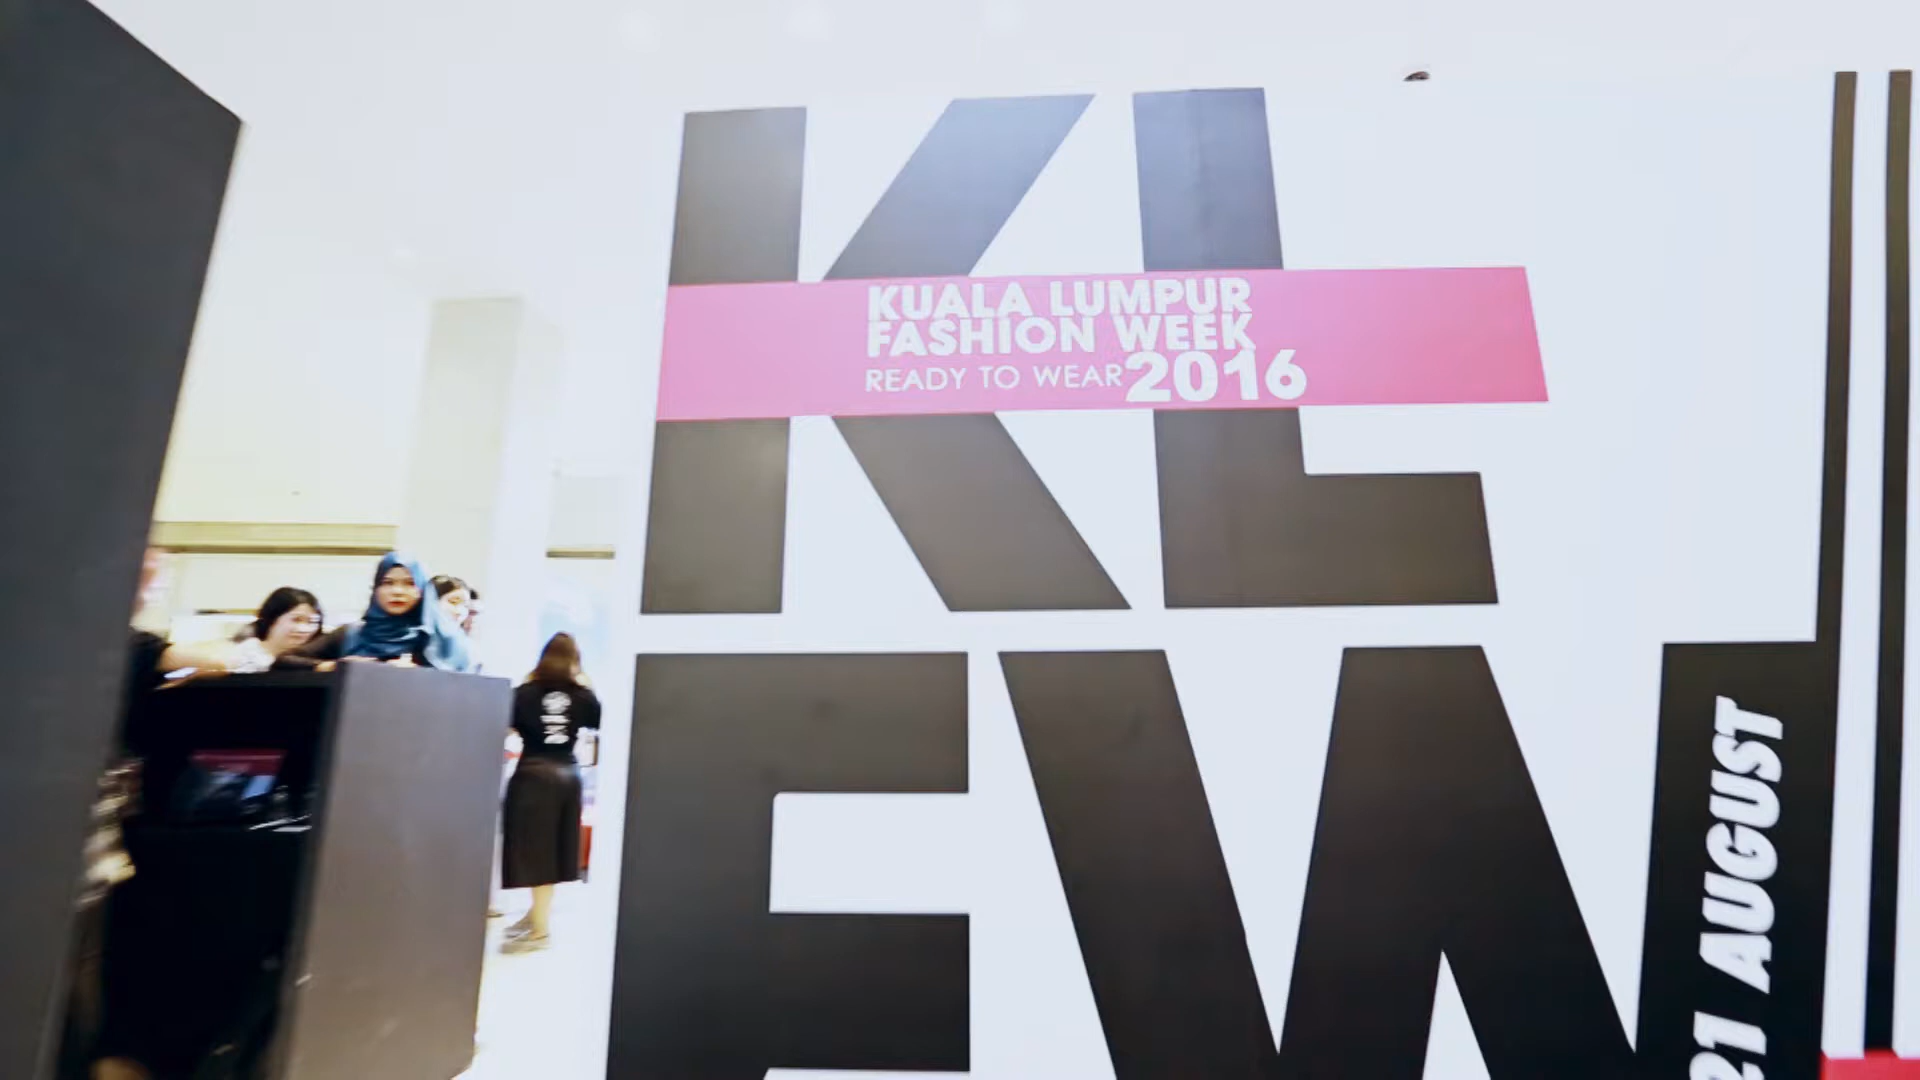 KL
KUALA LUMPUR
FASHION WEEK
READY TO WEAR 2016
FW
21 AUGUST